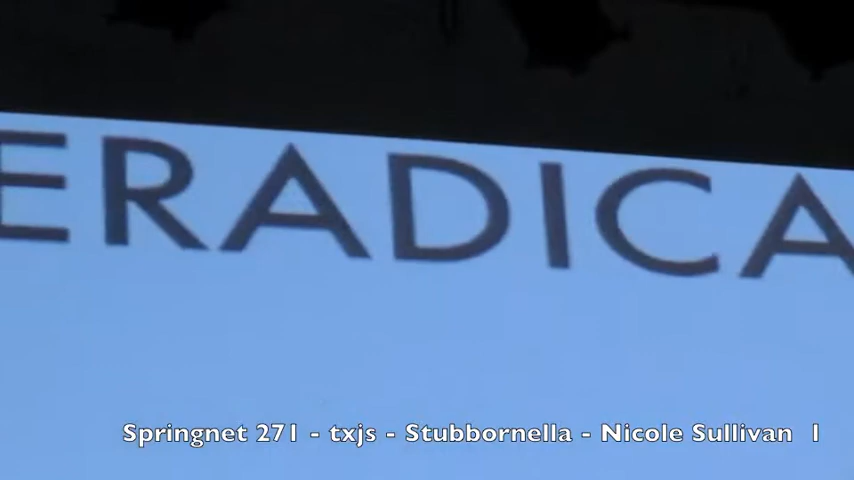 ERADICA
Springnet 271 - txjs - Stubbornella - Nicole Sullivan 1